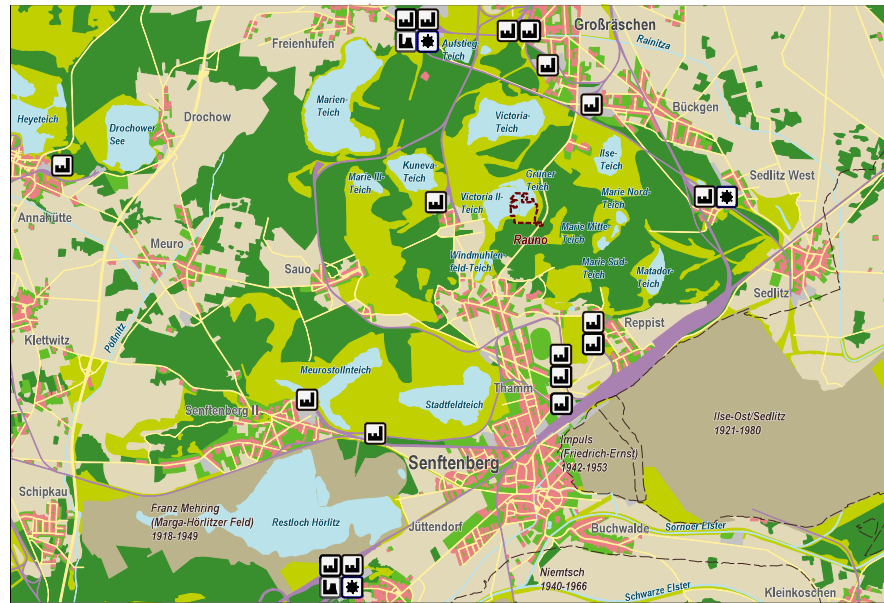 Großräschen
Freienhufen
Aufstieg
Teich
Rainitza
Heyeteich
Drochow
Marien-
Teich
Victoria-
Teich
Bückgen
Drochower
See
Ilse-
Teich
Kuneva-
Teich
Marie III-
Teich
Grüner
Teich
Sedlitz West
Victoria II-
Teich
Marie Nord-
Teich
Annahütte
Marie Mitte-
Teich
Rauno
Meuro
Windmühlen-
feld-Teich
Marie Süd-
Teich
Matador-
Teich
Sauo
Sedlitz
Reppist
Klettwitz
Pößnitz
Meurostollnteich
Thamm
Stadtfeldteich
Senftenberg II
Ilse-Ost/Sedlitz
1921-1980
Impuls
(Friedrich-Ernst)
1942-1953
Senftenberg
Schipkau
Franz Mehring
(Marga-Hörlitzer Feld)
1918-1949
Restloch Hörlitz
Jüttendorf
Buchwalde
Sornoer Elster
Niemtsch
1940-1966
Schwarze Elster
Kleinkoschen